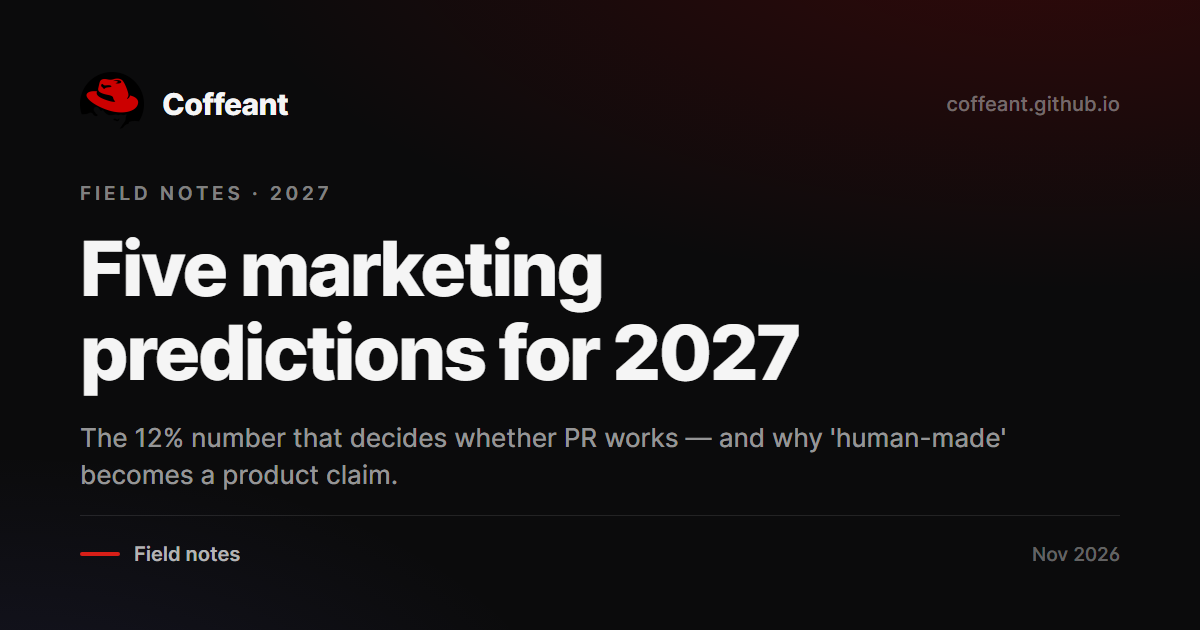 Coffeant
coffeant.github.io
FIELD NOTES · 2027
Five marketing
predictions for 2027
The 12% number that decides whether PR works — and why 'human-made'
becomes a product claim.
Field notes
Nov 2026